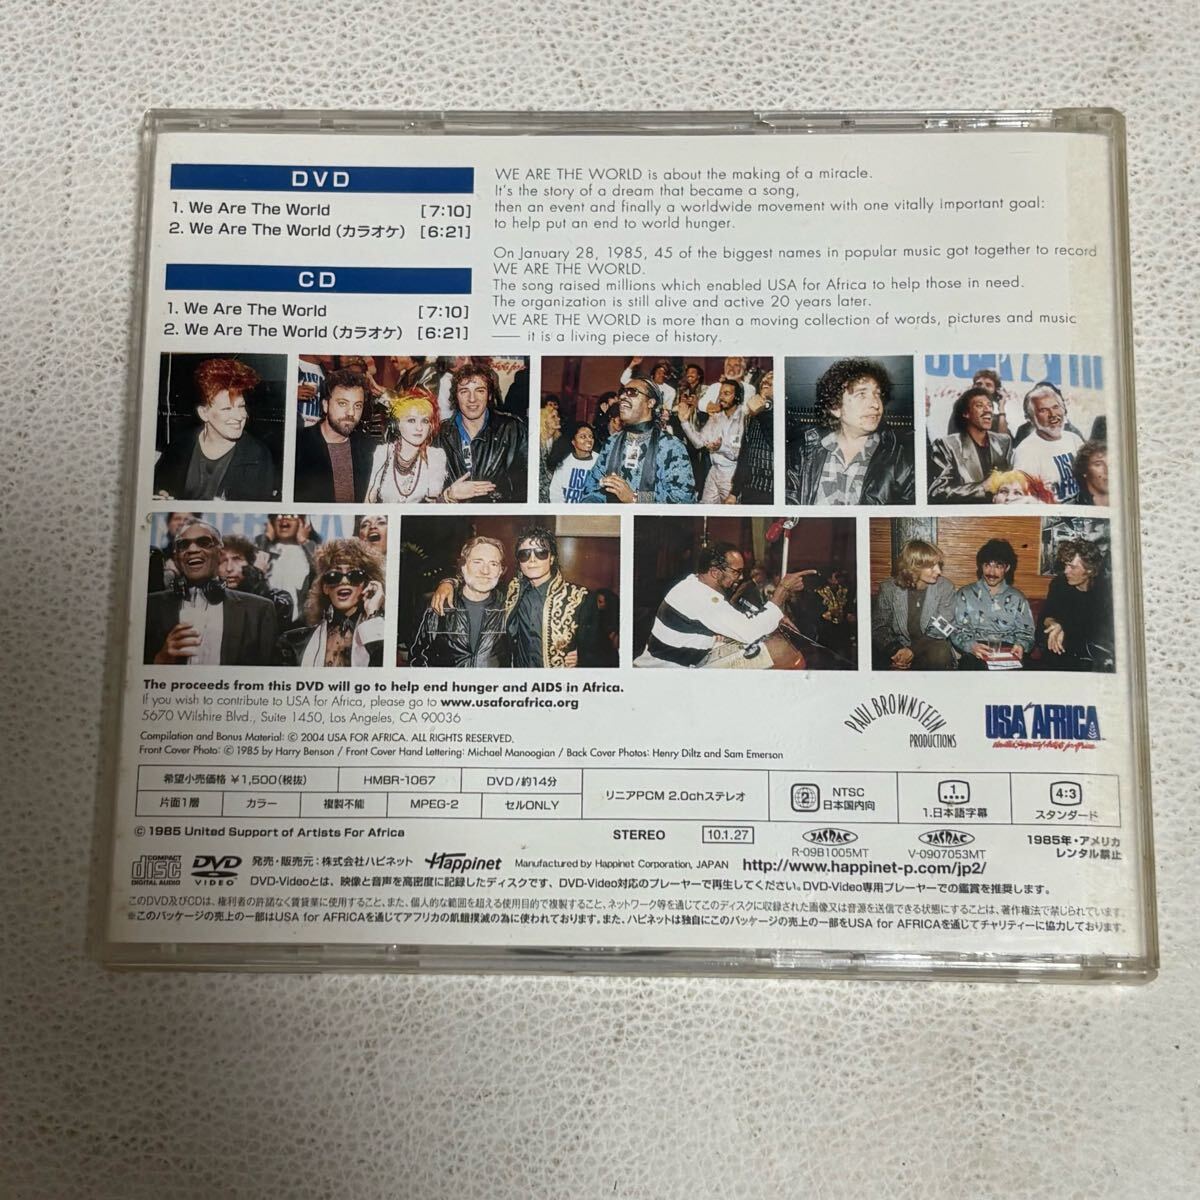 DVD
1. We Are The World [7:10]
2. We Are The World (カラオケ) [6:21]
CD
1. We Are The World [7:10]
2. We Are The World (カラオケ) [6:21]
WE ARE THE WORLD is about the making of a miracle.
It's the story of a dream that became a song,
then an event and finally a worldwide movement with one vitally important goal:
to help put an end to world hunger.
On January 28, 1985, 45 of the biggest names in popular music got together to record
WE ARE THE WORLD.
The song raised millions which enabled USA for Africa to help those in need.
The organization is still alive and active 20 years later.
WE ARE THE WORLD is more than a moving collection of words, pictures and music
— it is a living piece of history.
The proceeds from this DVD will go to help end hunger and AIDS in Africa.
If you wish to contribute to USA for Africa, please go to www.usaforafrica.org
5670 Wilshire Blvd., Suite 1450, Los Angeles, CA 90036
Compilation and Bonus Material: © 2004 USA FOR AFRICA. ALL RIGHTS RESERVED.
Front Cover Photo: © 1985 by Harry Benson / Front Cover Hand Lettering: Michael Manoogian / Back Cover Photos: Henry Diltz and Sam Emerson
PAUL BROWNSTEIN
PRODUCTIONS
USA for AFRICA
United Support of Artists for Africa
希望小売価格 ¥1,500(税抜) HMBR-1067 DVD/約14分
片面1層 カラー 複製不能 MPEG-2 セルONLY
リニアPCM 2.0chステレオ
2 NTSC 日本国内向
1 1.日本語字幕
4:3 スタンダード
© 1985 United Support of Artists For Africa STEREO 10.1.27
JASRAC R-09B1005MT
JASRAC V-0907053MT
1985年・アメリカ
レンタル禁止
COMPACT disc DIGITAL AUDIO
DVD VIDEO
発売・販売元：株式会社ハピネット Happinet Manufactured by Happinet Corporation, JAPAN http://www.happinet-p.com/jp2/
DVD-Videoとは、映像と音声を高密度に記録したディスクです。DVD-Video対応のプレーヤーで再生してください。DVD-Video専用プレーヤーでの鑑賞を推奨します。
このDVD及びCDは、権利者の許諾なく賃貸業に使用すること、また、個人的な範囲を超える使用目的で複製すること、ネットワーク等を通じてこのディスクに収録された画像又は音源を送信できる状態にすることは、著作権法で禁じられています。
※このパッケージの売上の一部はUSA for AFRICAを通じてアフリカの飢餓撲滅の為に使われております。また、ハピネットは独自にこのパッケージの売上の一部をUSA for AFRICAを通じてチャリティーに協力しております。